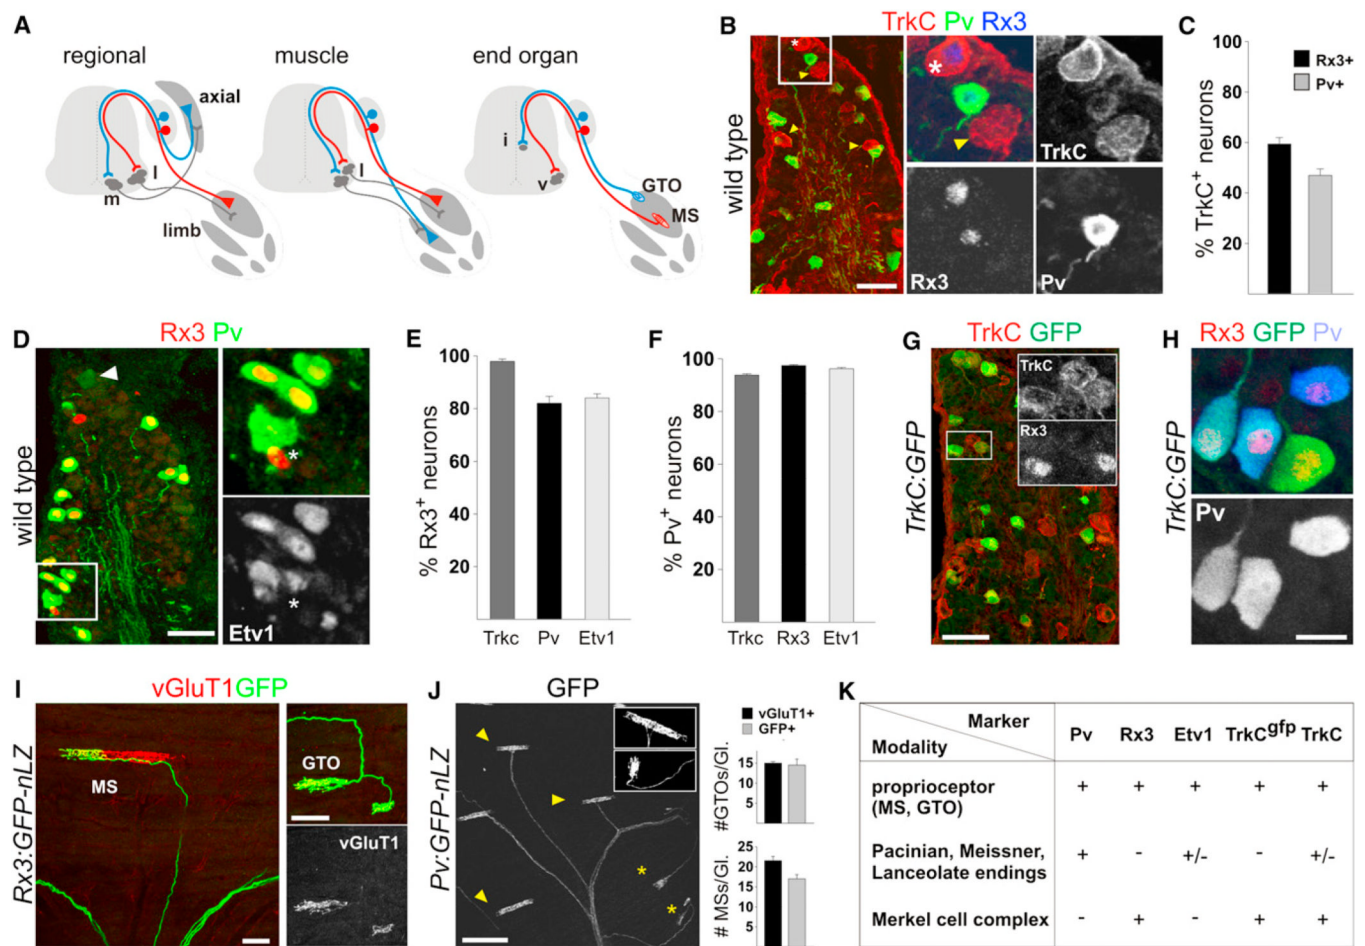 A
regional
muscle
end organ
axial
l
m
limb
l
i
v
GTO
MS
B
TrkC Pv Rx3
wild type
*
*
TrkC
Rx3
Pv
C
% TrkC+ neurons
100
80
60
40
20
Rx3+
Pv+
D
Rx3 Pv
wild type
*
Etv1
*
E
% Rx3+ neurons
100
80
60
40
20
Trkc Pv Etv1
F
% Pv+ neurons
100
80
60
40
20
Trkc Rx3 Etv1
G
TrkC GFP
TrkC:GFP
TrkC
Rx3
H
Rx3 GFP Pv
TrkC:GFP
Pv
I
vGluT1GFP
Rx3:GFP-nLZ
MS
GTO
vGluT1
J
GFP
Pv:GFP-nLZ
*
*
vGluT1+
GFP+
#GTOs/Gl.
15
10
5
0
# MSs/Gl.
25
20
15
10
5
0
K
Marker
Modality
Pv Rx3 Etv1 TrkCgfp TrkC
proprioceptor
(MS, GTO)
+ + + + +
Pacinian, Meissner,
Lanceolate endings
+ - +/- - +/-
Merkel cell complex
- + - + +